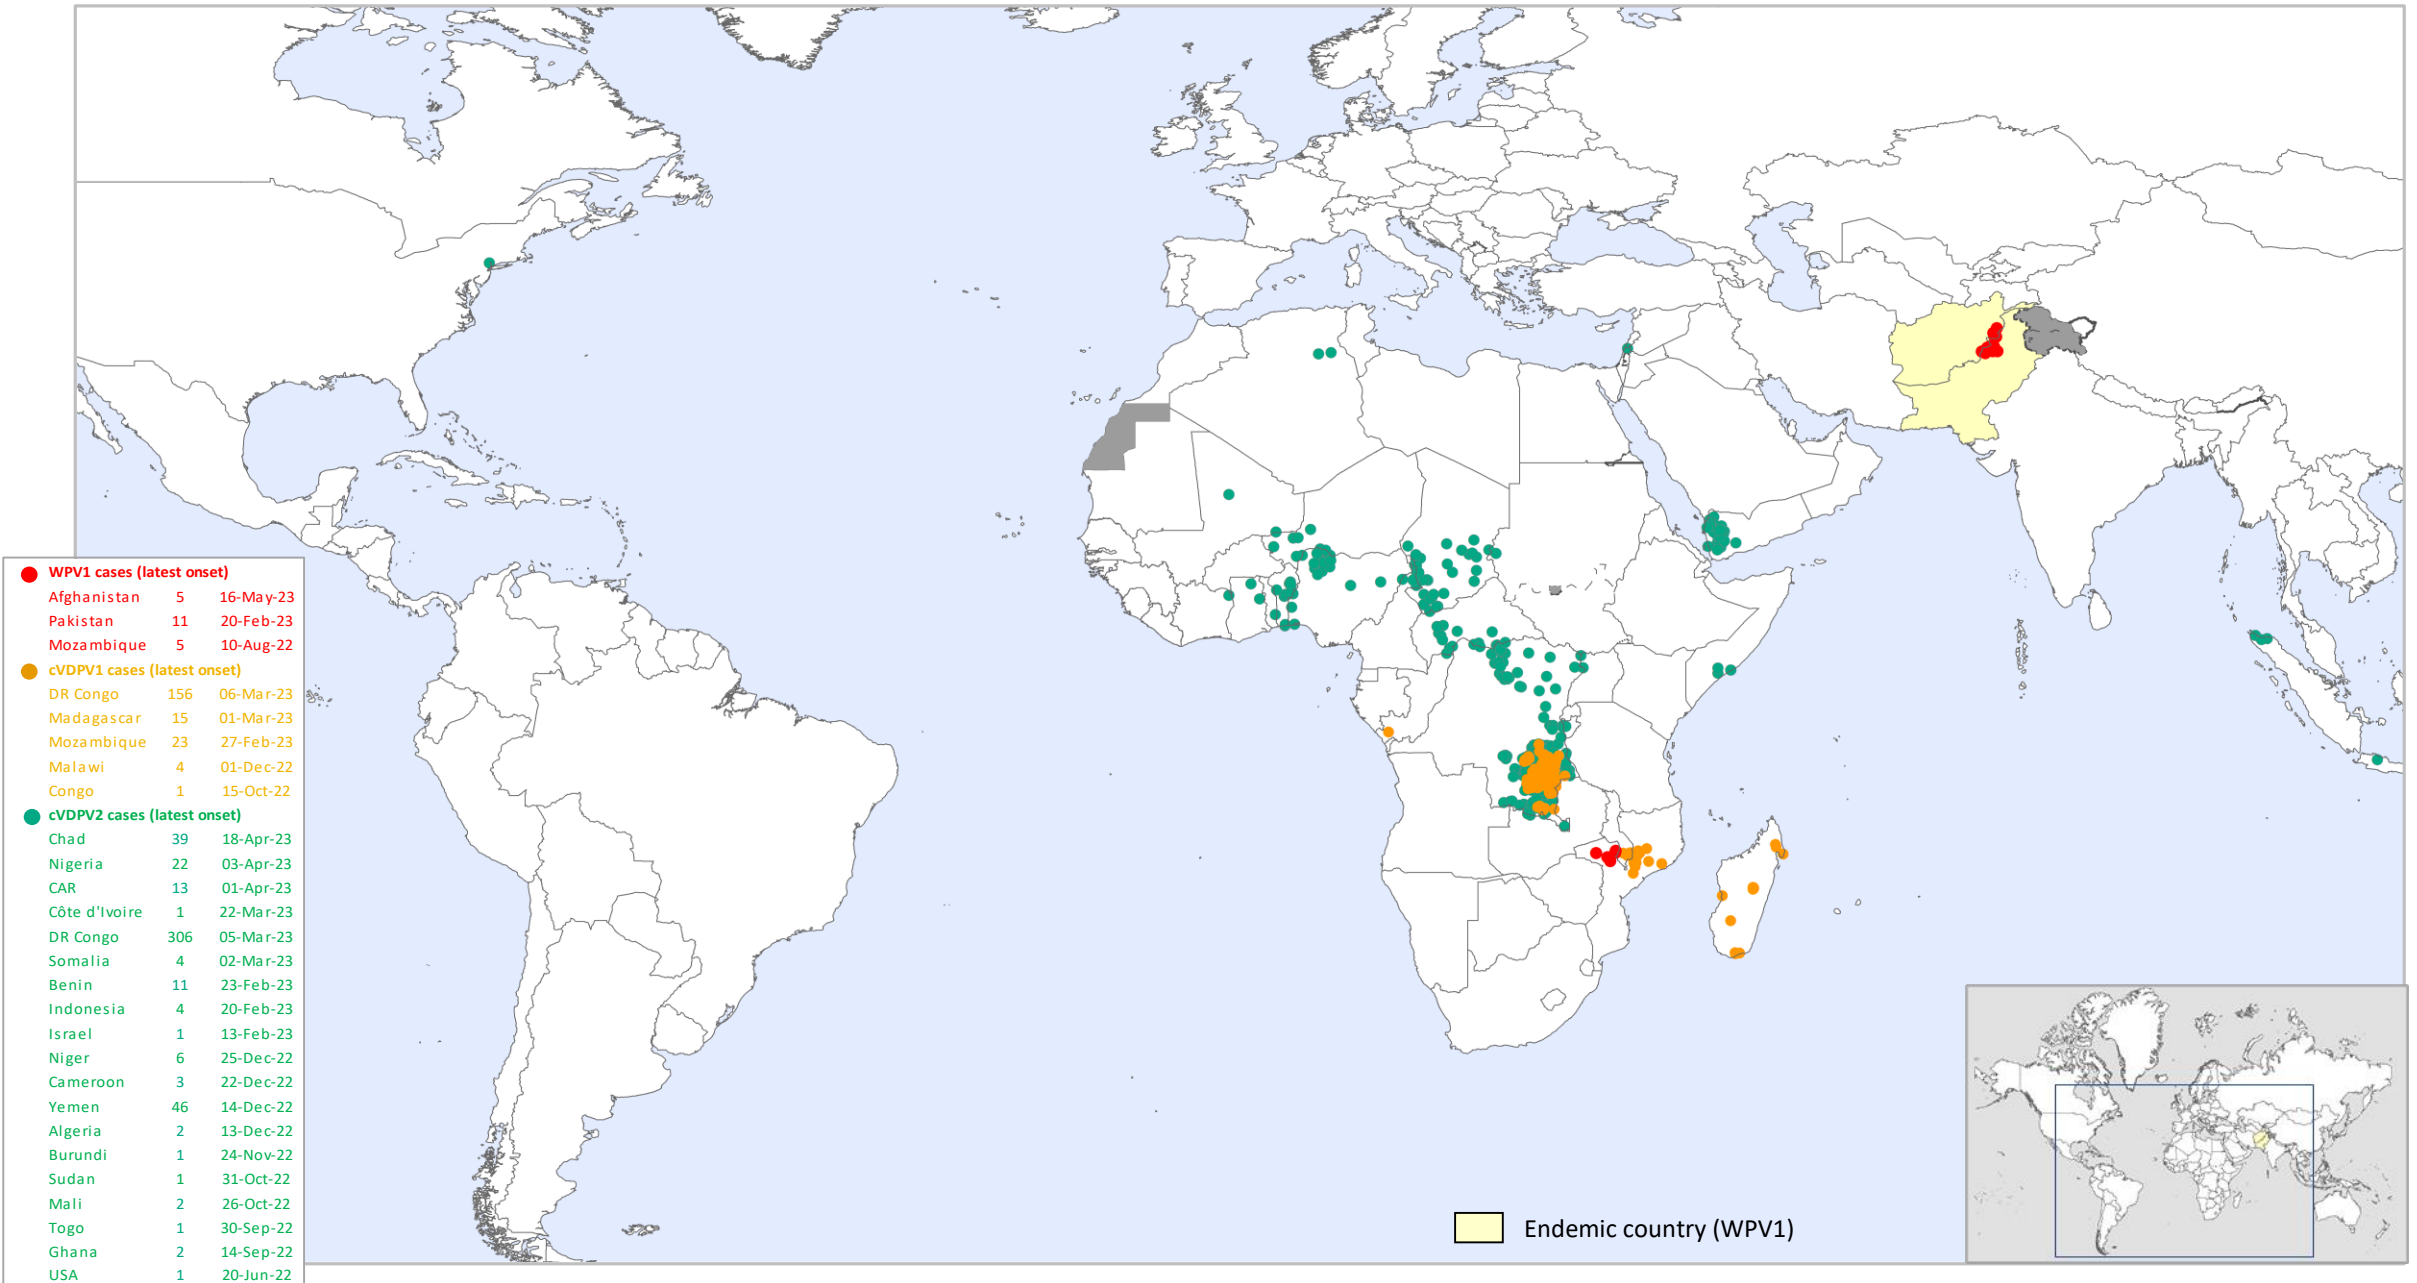 WPV1 cases (latest onset)
Afghanistan 5 16-May-23
Pakistan 11 20-Feb-23
Mozambique 5 10-Aug-22
cVDPV1 cases (latest onset)
DR Congo 156 06-Mar-23
Madagascar 15 01-Mar-23
Mozambique 23 27-Feb-23
Malawi 4 01-Dec-22
Congo 1 15-Oct-22
cVDPV2 cases (latest onset)
Chad 39 18-Apr-23
Nigeria 22 03-Apr-23
CAR 13 01-Apr-23
Côte d'Ivoire 1 22-Mar-23
DR Congo 306 05-Mar-23
Somalia 4 02-Mar-23
Benin 11 23-Feb-23
Indonesia 4 20-Feb-23
Israel 1 13-Feb-23
Niger 6 25-Dec-22
Cameroon 3 22-Dec-22
Yemen 46 14-Dec-22
Algeria 2 13-Dec-22
Burundi 1 24-Nov-22
Sudan 1 31-Oct-22
Mali 2 26-Oct-22
Togo 1 30-Sep-22
Ghana 2 14-Sep-22
USA 1 20-Jun-22
Endemic country (WPV1)